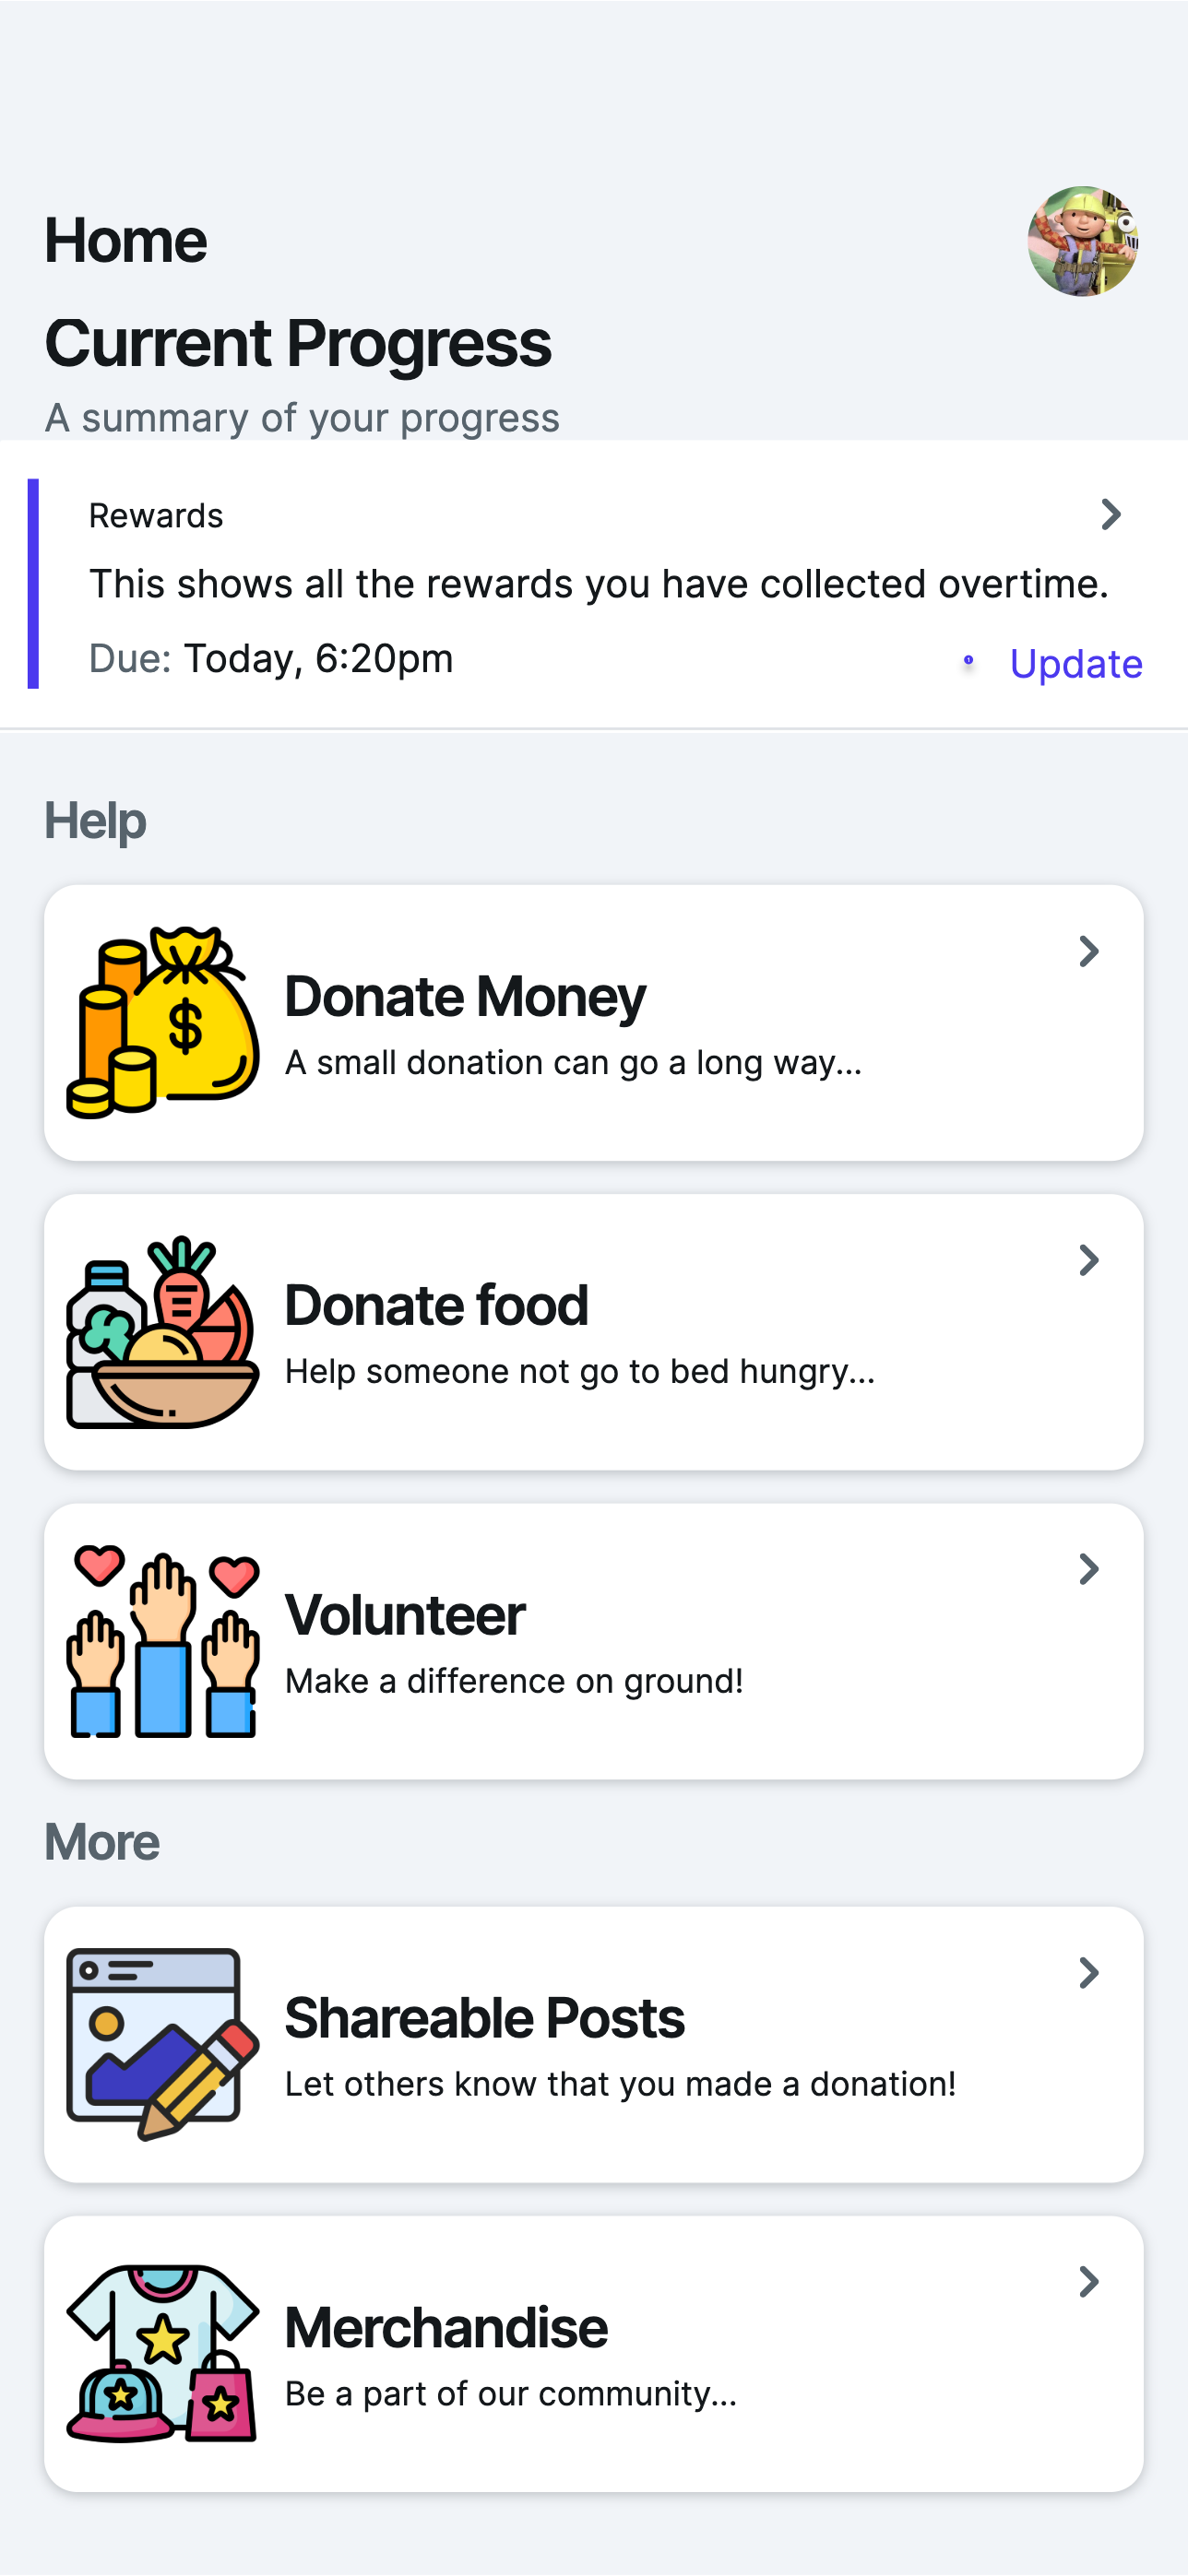 Home
Current Progress
A summary of your progress
Rewards
This shows all the rewards you have collected overtime.
Due: Today, 6:20pm
Update
Help
$
Donate Money
A small donation can go a long way...
Donate food
Help someone not go to bed hungry...
Volunteer
Make a difference on ground!
More
Shareable Posts
Let others know that you made a donation!
Merchandise
Be a part of our community...